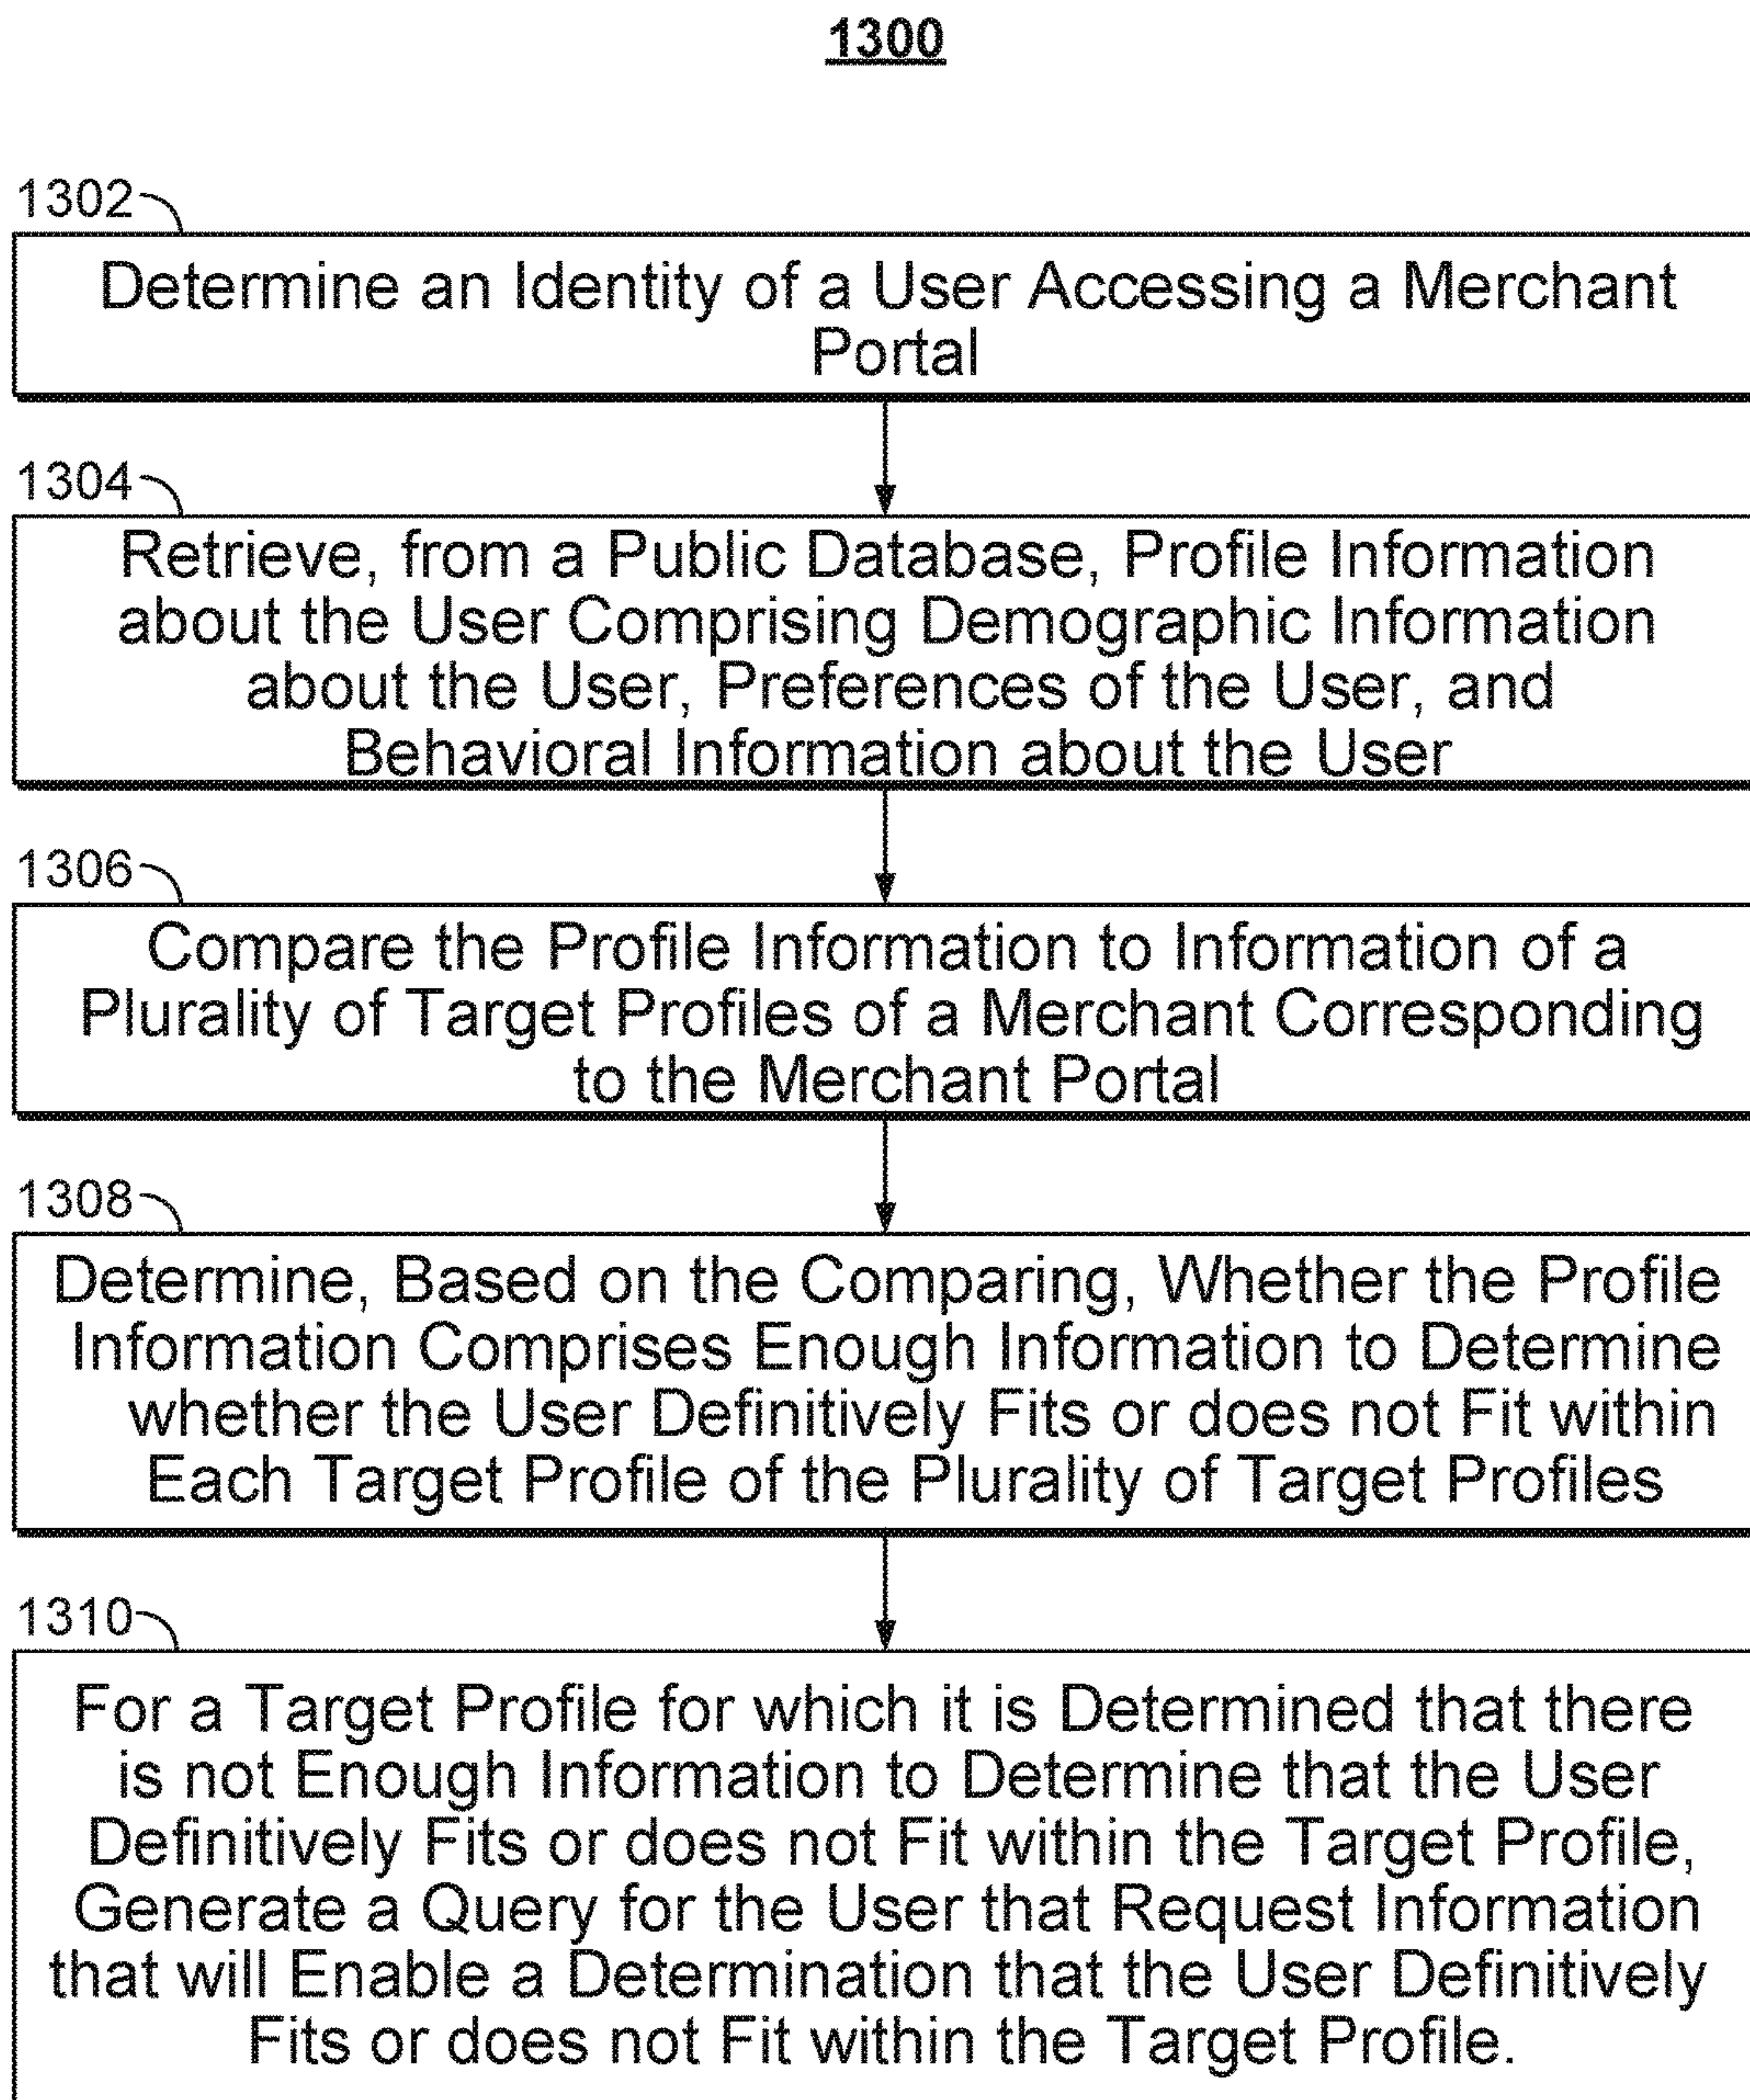 1300
1302
Determine an Identity of a User Accessing a Merchant
Portal
1304
Retrieve, from a Public Database, Profile Information
about the User Comprising Demographic Information
about the User, Preferences of the User, and
Behavioral Information about the User
1306
Compare the Profile Information to Information of a
Plurality of Target Profiles of a Merchant Corresponding
to the Merchant Portal
1308
Determine, Based on the Comparing, Whether the Profile
Information Comprises Enough Information to Determine
whether the User Definitively Fits or does not Fit within
Each Target Profile of the Plurality of Target Profiles
1310
For a Target Profile for which it is Determined that there
is not Enough Information to Determine that the User
Definitively Fits or does not Fit within the Target Profile,
Generate a Query for the User that Request Information
that will Enable a Determination that the User Definitively
Fits or does not Fit within the Target Profile.